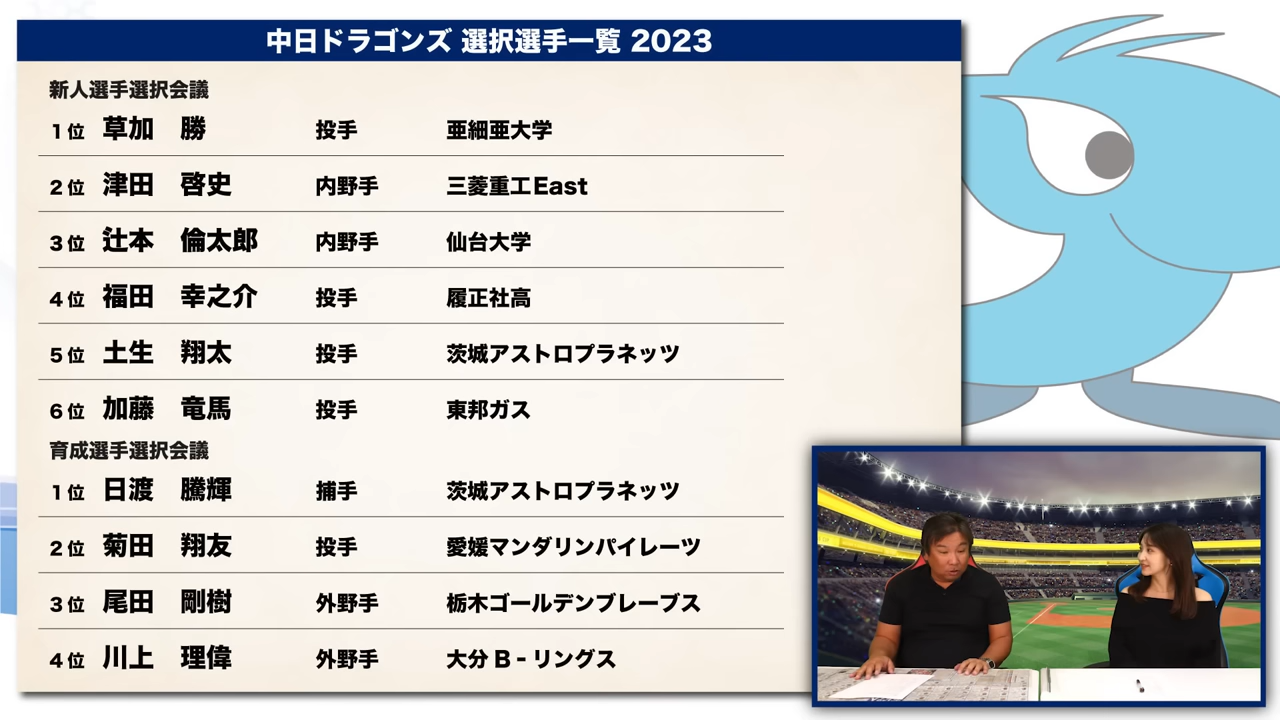 中日ドラゴンズ 選択選手一覧 2023
新人選手選択会議
1位 草加 勝 投手 亜細亜大学
2位 津田 啓史 内野手 三菱重工East
3位 辻本 倫太郎 内野手 仙台大学
4位 福田 幸之介 投手 履正社高
5位 土生 翔太 投手 茨城アストロプラネッツ
6位 加藤 竜馬 投手 東邦ガス
育成選手選択会議
1位 日渡 騰輝 捕手 茨城アストロプラネッツ
2位 菊田 翔友 投手 愛媛マンダリンパイレーツ
3位 尾田 剛樹 外野手 栃木ゴールデンブレーブス
4位 川上 理偉 外野手 大分B-リングス